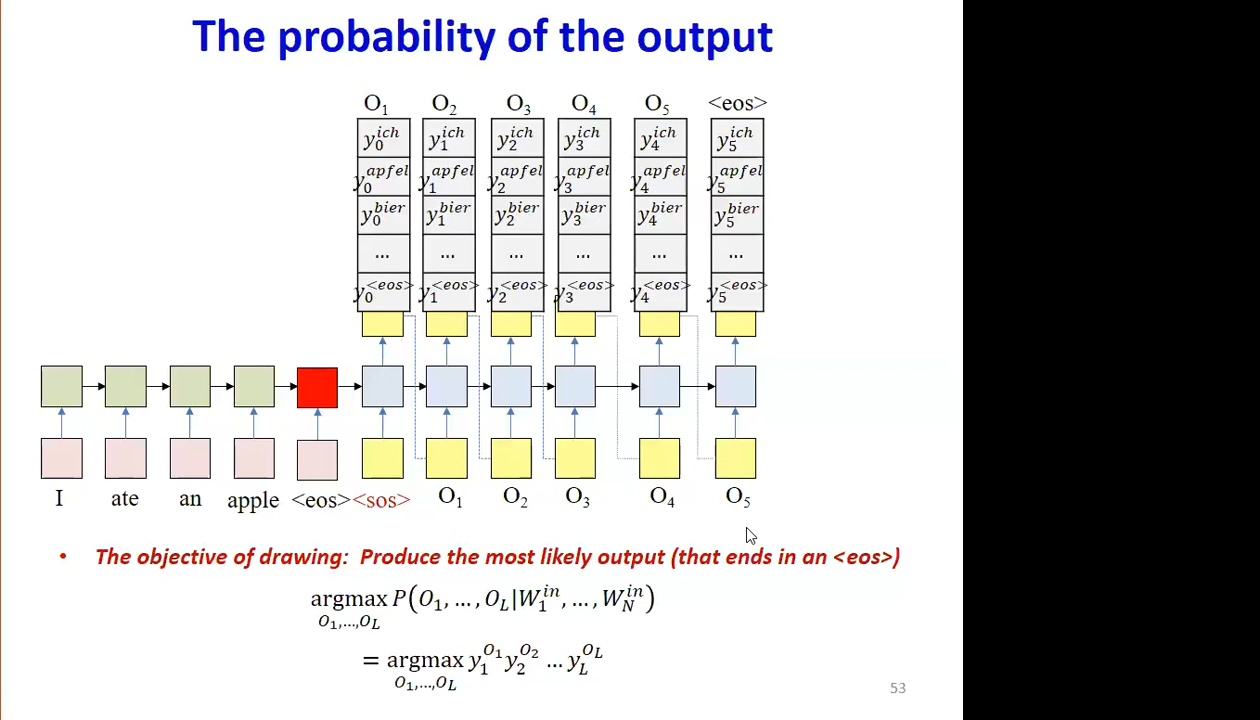 The probability of the output
O₁ O₂ O₃ O₄ O₅ <eos>
y₀^ich y₁^ich y₂^ich y₃^ich y₄^ich y₅^ich
y₀^apfel y₁^apfel y₂^apfel y₃^apfel y₄^apfel y₅^apfel
y₀^bier y₁^bier y₂^bier y₃^bier y₄^bier y₅^bier
... ... ... ... ... ...
y₀^<eos> y₁^<eos> y₂^<eos> y₃^<eos> y₄^<eos> y₅^<eos>
I ate an apple <eos> <sos> O₁ O₂ O₃ O₄ O₅
• The objective of drawing: Produce the most likely output (that ends in an <eos>)
argmax P(O₁, …, O_L|W₁^in, …, W_N^in)
O₁,…,O_L
= argmax y₁^O₁ y₂^O₂ … y_L^O_L
O₁,…,O_L
53